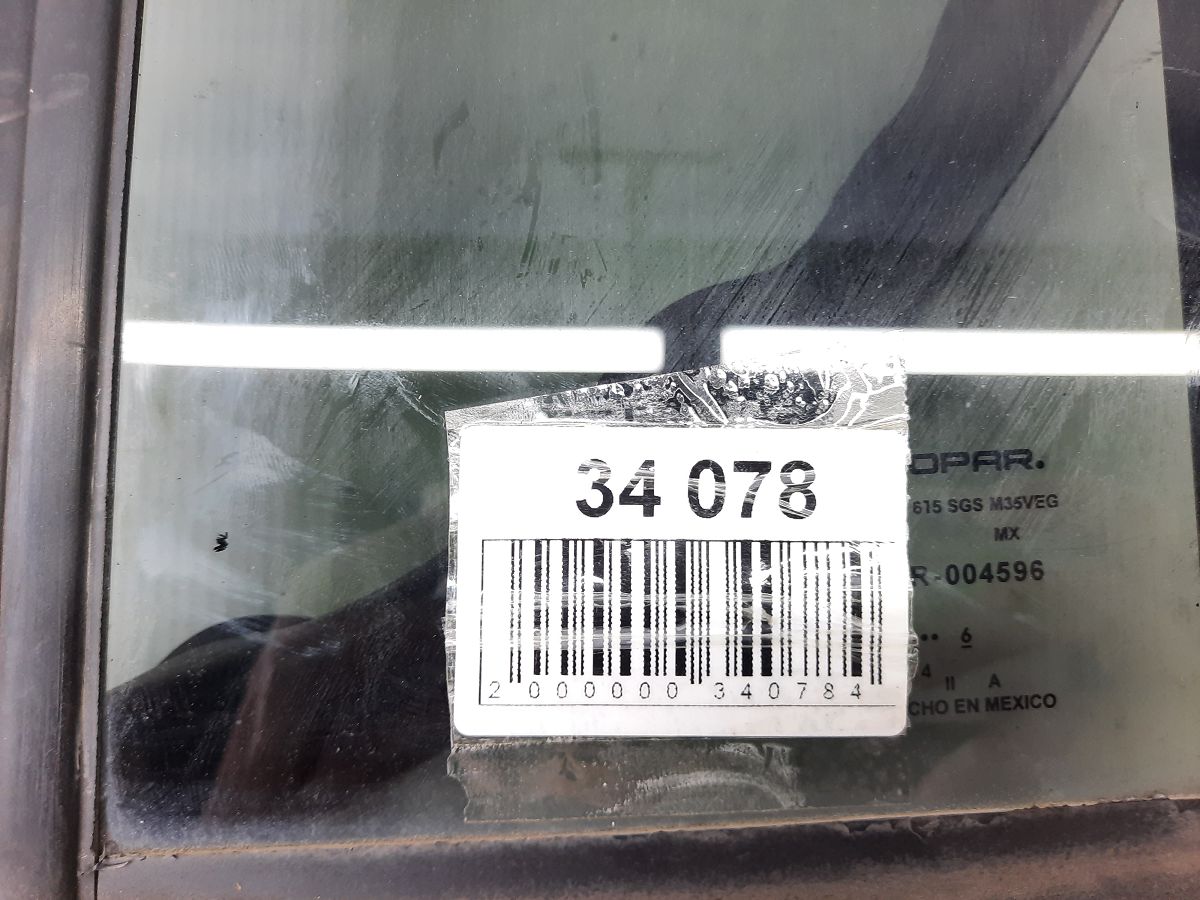 34 078
2 000000 340784
OPAR.
615 SGS M35VEG
MX
R-004596
•• 6
4 II A
CHO EN MEXICO